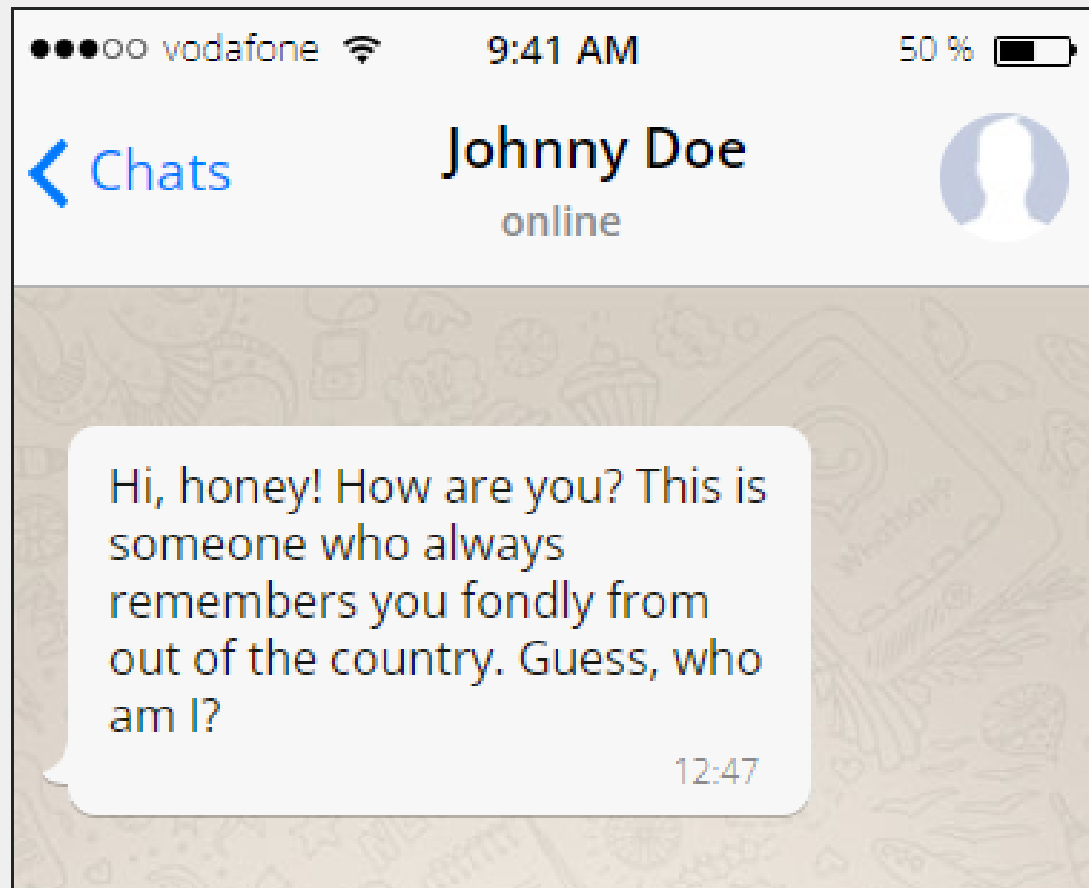 vodafone 9:41 AM 50 %
Chats
Johnny Doe
online
Hi, honey! How are you? This is
someone who always
remembers you fondly from
out of the country. Guess, who
am I?
12:47